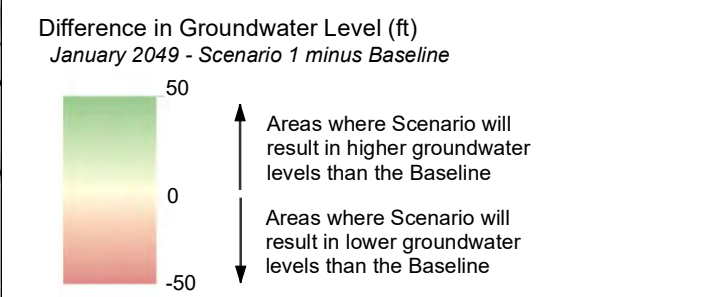 Difference in Groundwater Level (ft)
January 2049 - Scenario 1 minus Baseline
50
Areas where Scenario will
result in higher groundwater
levels than the Baseline
0
Areas where Scenario will
result in lower groundwater
levels than the Baseline
-50